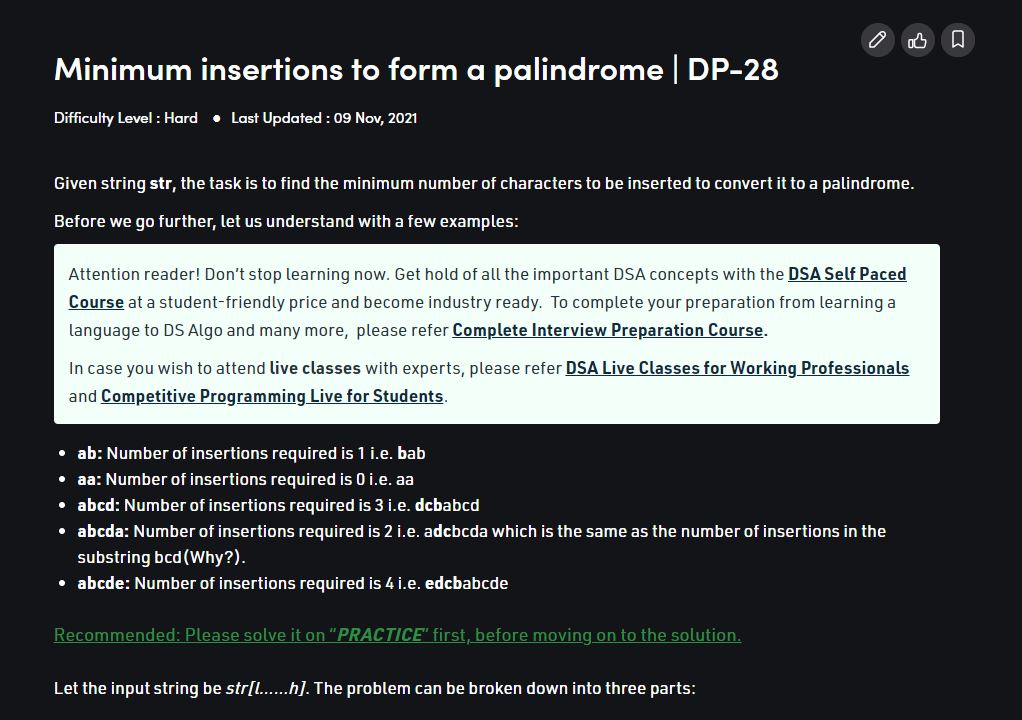 Minimum insertions to form a palindrome | DP-28
Difficulty Level : Hard ● Last Updated : 09 Nov, 2021
Given string str, the task is to find the minimum number of characters to be inserted to convert it to a palindrome.
Before we go further, let us understand with a few examples:
Attention reader! Don’t stop learning now. Get hold of all the important DSA concepts with the DSA Self Paced
Course at a student-friendly price and become industry ready.  To complete your preparation from learning a
language to DS Algo and many more,  please refer Complete Interview Preparation Course.
In case you wish to attend live classes with experts, please refer DSA Live Classes for Working Professionals
and Competitive Programming Live for Students.
• ab: Number of insertions required is 1 i.e. bab
• aa: Number of insertions required is 0 i.e. aa
• abcd: Number of insertions required is 3 i.e. dcbabcd
• abcda: Number of insertions required is 2 i.e. adcbcda which is the same as the number of insertions in the
substring bcd(Why?).
• abcde: Number of insertions required is 4 i.e. edcbabcde
Recommended: Please solve it on “PRACTICE” first, before moving on to the solution.
Let the input string be str[l……h]. The problem can be broken down into three parts: